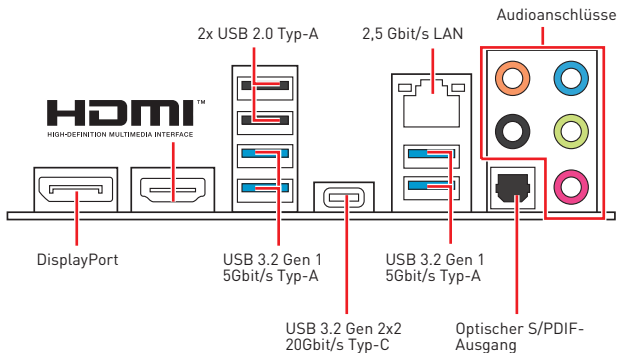 Audioanschlüsse
2x USB 2.0 Typ-A
2,5 Gbit/s LAN
HDMI™
HIGH-DEFINITION MULTIMEDIA INTERFACE
DisplayPort
USB 3.2 Gen 1
5Gbit/s Typ-A
USB 3.2 Gen 1
5Gbit/s Typ-A
USB 3.2 Gen 2x2
20Gbit/s Typ-C
Optischer S/PDIF-
Ausgang